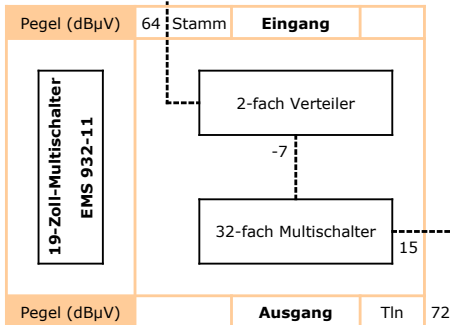 Pegel (dBµV) 64 Stamm Eingang
2-fach Verteiler
-7
19-Zoll-Multischalter
EMS 932-11
32-fach Multischalter
15
Pegel (dBµV) Ausgang Tln 72